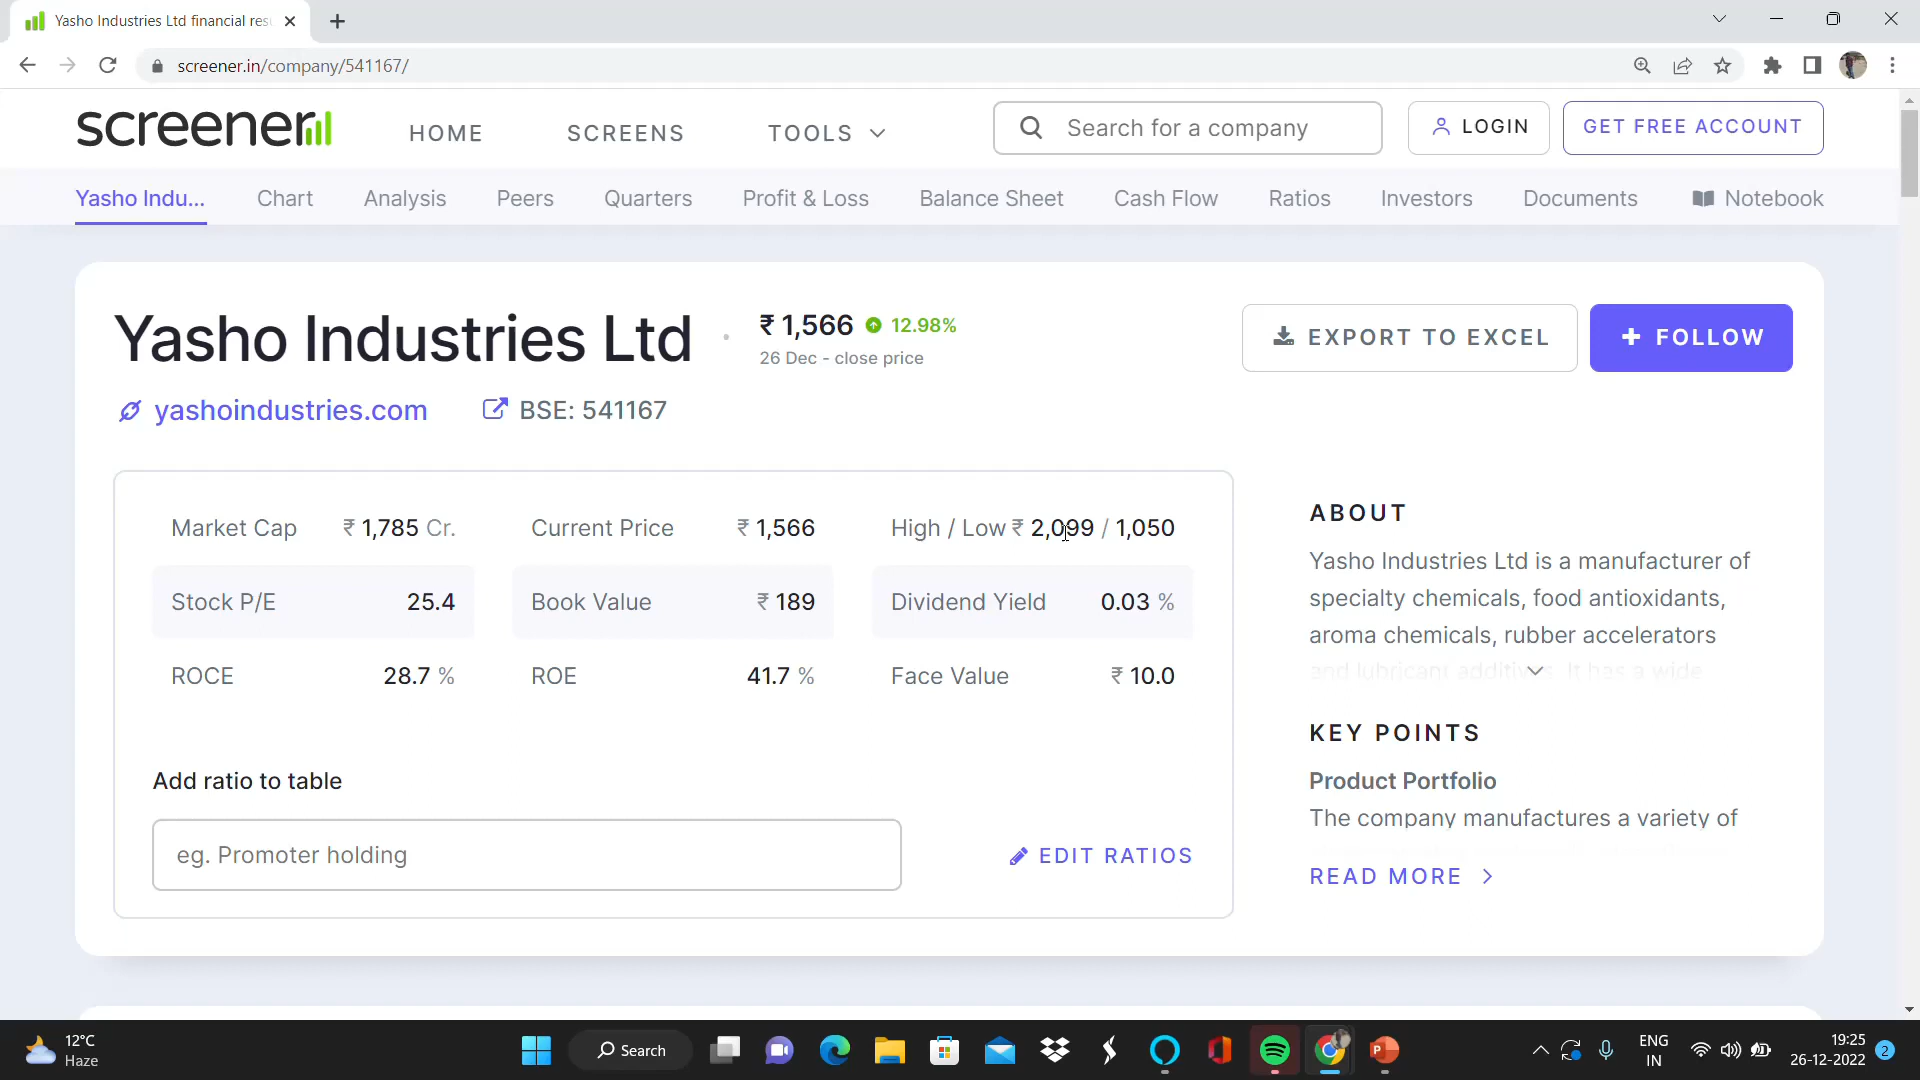 Yasho Industries Ltd financial res
screener.in/company/541167/
screener HOME SCREENS TOOLS Search for a company LOGIN GET FREE ACCOUNT
Yasho Indu... Chart Analysis Peers Quarters Profit & Loss Balance Sheet Cash Flow Ratios Investors Documents Notebook
Yasho Industries Ltd ₹ 1,566 12.98%
26 Dec - close price
EXPORT TO EXCEL + FOLLOW
yashoindustries.com BSE: 541167
Market Cap ₹ 1,785 Cr. Current Price ₹ 1,566 High / Low ₹ 2,099 / 1,050
Stock P/E 25.4 Book Value ₹ 189 Dividend Yield 0.03 %
ROCE 28.7 % ROE 41.7 % Face Value ₹ 10.0
Add ratio to table
eg. Promoter holding EDIT RATIOS
ABOUT
Yasho Industries Ltd is a manufacturer of
specialty chemicals, food antioxidants,
aroma chemicals, rubber accelerators
and lubricant additives. It has a wide
KEY POINTS
Product Portfolio
The company manufactures a variety of
READ MORE
12°C
Haze
Search
ENG
IN
19:25
26-12-2022 2